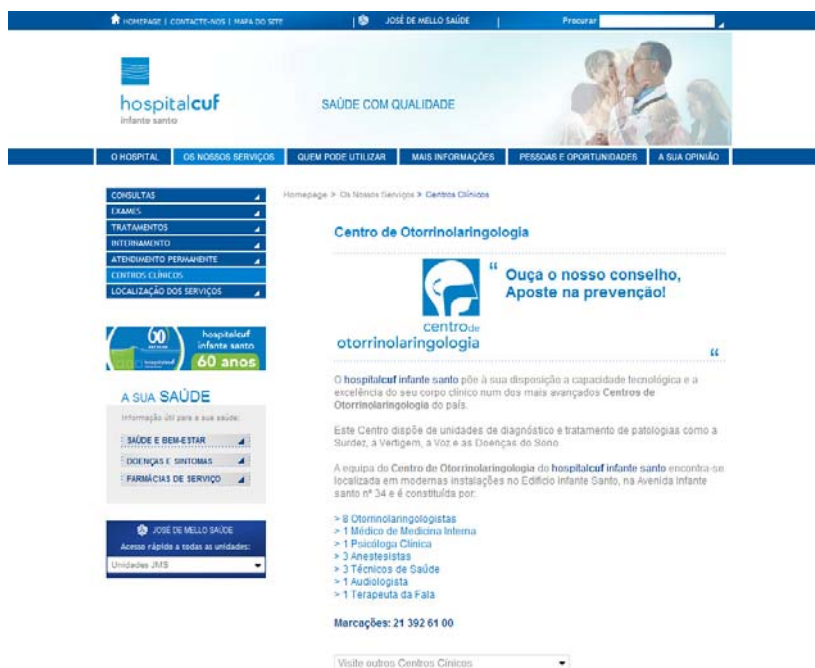 HOMEPAGE | CONTACTE-NOS | MAPA DO SITE | JOSÉ DE MELLO SAÚDE | Procurar
hospitalcuf
infante santo
SAÚDE COM QUALIDADE
O HOSPITAL OS NOSSOS SERVIÇOS QUEM PODE UTILIZAR MAIS INFORMAÇÕES PESSOAS E OPORTUNIDADES A SUA OPINIÃO
CONSULTAS
EXAMES
TRATAMENTOS
INTERNAMENTO
ATENDIMENTO PERMANENTE
CENTROS CLÍNICOS
LOCALIZAÇÃO DOS SERVIÇOS
60
hospitalcuf
infante santo
60 anos
A SUA SAÚDE
Informação útil para a sua saúde:
SAÚDE E BEM-ESTAR
DOENÇAS E SINTOMAS
FARMÁCIAS DE SERVIÇO
JOSÉ DE MELLO SAÚDE
Acesso rápido a todas as unidades:
Unidades JMS
Homepage > Os Nossos Serviços > Centros Clínicos
Centro de Otorrinolaringologia
“ Ouça o nosso conselho,
Aposte na prevenção!
centro de
otorrinolaringologia
“
O hospitalcuf infante santo põe à sua disposição a capacidade tecnológica e a
excelência do seu corpo clínico num dos mais avançados Centros de
Otorrinolaringologia do país.
Este Centro dispõe de unidades de diagnóstico e tratamento de patologias como a
Surdez, a Vertigem, a Voz e as Doenças do Sono.
A equipa do Centro de Otorrinolaringologia do hospitalcuf infante santo encontra-se
localizada em modernas instalações no Edifício Infante Santo, na Avenida Infante
santo nº 34 e é constituída por:
> 8 Otorrinolaringologistas
> 1 Médico de Medicina Interna
> 1 Psicóloga Clínica
> 3 Anestesistas
> 3 Técnicos de Saúde
> 1 Audiologista
> 1 Terapeuta da Fala
Marcações: 21 392 61 00
Visite outros Centros Cínicos